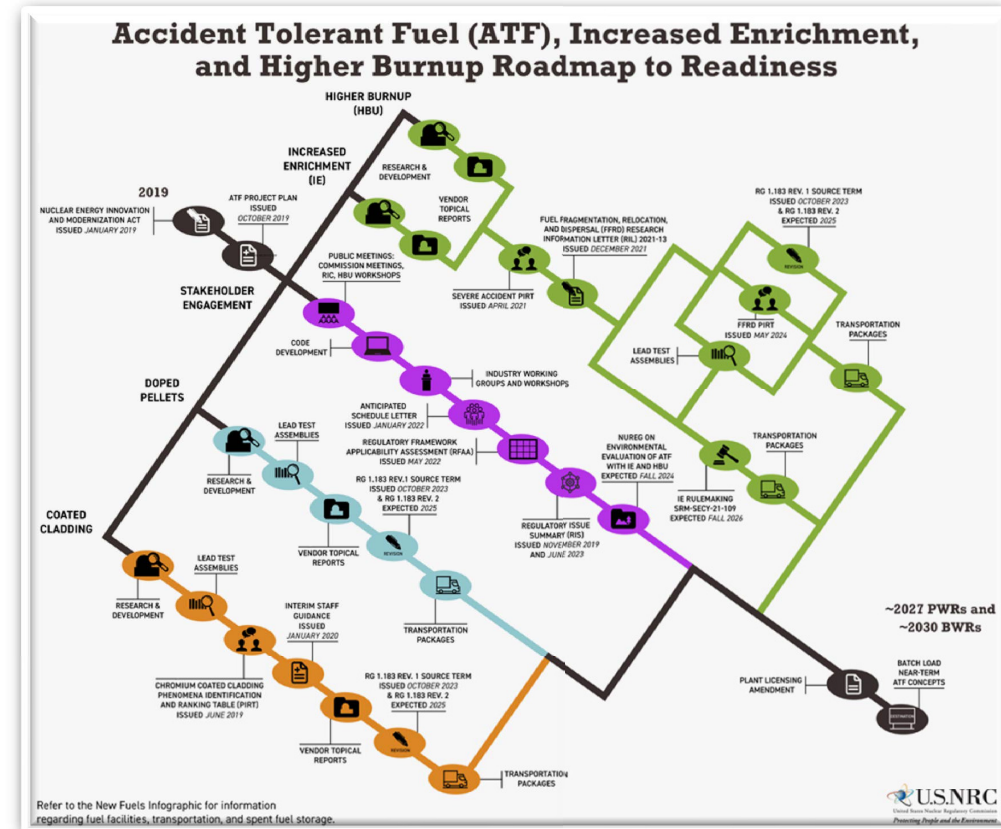 Accident Tolerant Fuel (ATF), Increased Enrichment,
and Higher Burnup Roadmap to Readiness
HIGHER BURNUP
(HBU)
INCREASED
ENRICHMENT
(IE)
RESEARCH &
DEVELOPMENT
VENDOR
TOPICAL
REPORTS
2019
NUCLEAR ENERGY INNOVATION
AND MODERNIZATION ACT
ISSUED JANUARY 2019
ATF PROJECT PLAN
ISSUED
OCTOBER 2019
STAKEHOLDER
ENGAGEMENT
PUBLIC MEETINGS:
COMMISSION MEETINGS,
RIC, HBU WORKSHOPS
SEVERE ACCIDENT PIRT
ISSUED APRIL 2021
FUEL FRAGMENTATION, RELOCATION,
AND DISPERSAL (FFRD) RESEARCH
INFORMATION LETTER (RIL) 2021-13
ISSUED DECEMBER 2021
RG 1.183 REV. 1 SOURCE TERM
ISSUED OCTOBER 2023
& RG 1.183 REV. 2
EXPECTED 2025
REVISION
FFRD PIRT
ISSUED MAY 2024
LEAD TEST
ASSEMBLIES
TRANSPORTATION
PACKAGES
CODE
DEVELOPMENT
INDUSTRY WORKING
GROUPS AND WORKSHOPS
ANTICIPATED
SCHEDULE LETTER
ISSUED JANUARY 2022
REGULATORY FRAMEWORK
APPLICABILITY ASSESSMENT (RFAA)
ISSUED MAY 2022
REGULATORY ISSUE
SUMMARY (RIS)
ISSUED NOVEMBER 2019
AND JUNE 2023
NUREG ON
ENVIRONMENTAL
EVALUATION OF ATF
WITH IE AND HBU
EXPECTED FALL 2024
TRANSPORTATION
PACKAGES
IE RULEMAKING
SRM-SECY-21-109
EXPECTED FALL 2026
DOPED
PELLETS
RESEARCH &
DEVELOPMENT
LEAD TEST
ASSEMBLIES
VENDOR TOPICAL
REPORTS
RG 1.183 REV.1 SOURCE TERM
ISSUED OCTOBER 2023
& RG 1.183 REV. 2
EXPECTED 2025
REVISION
TRANSPORTATION
PACKAGES
COATED
CLADDING
RESEARCH &
DEVELOPMENT
LEAD TEST
ASSEMBLIES
CHROMIUM COATED CLADDING
PHENOMENA IDENTIFICATION
AND RANKING TABLE (PIRT)
ISSUED JUNE 2019
INTERIM STAFF
GUIDANCE
ISSUED
JANUARY 2020
VENDOR TOPICAL
REPORTS
RG 1.183 REV. 1 SOURCE TERM
ISSUED OCTOBER 2023
& RG 1.183 REV. 2
EXPECTED 2025
REVISION
TRANSPORTATION
PACKAGES
~2027 PWRs and
~2030 BWRs
PLANT LICENSING
AMENDMENT
BATCH LOAD
NEAR-TERM
ATF CONCEPTS
DESTINATION
Refer to the New Fuels Infographic for information
regarding fuel facilities, transportation, and spent fuel storage.
U.S.NRC
United States Nuclear Regulatory Commission
Protecting People and the Environment